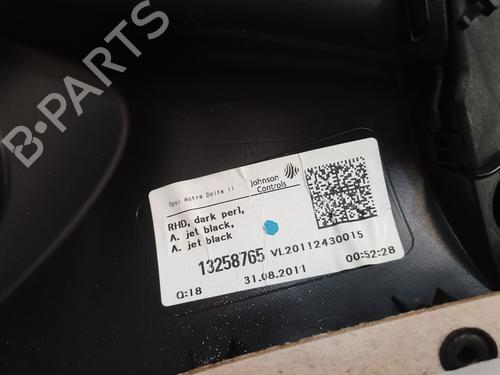 B-PARTS
Opel Astra Delta II
Johnson
Controls
RHD, dark perl,
A. jet black,
A. jet black
13258765 VL20112430015
Q:18 31.08.2011 00:52:28